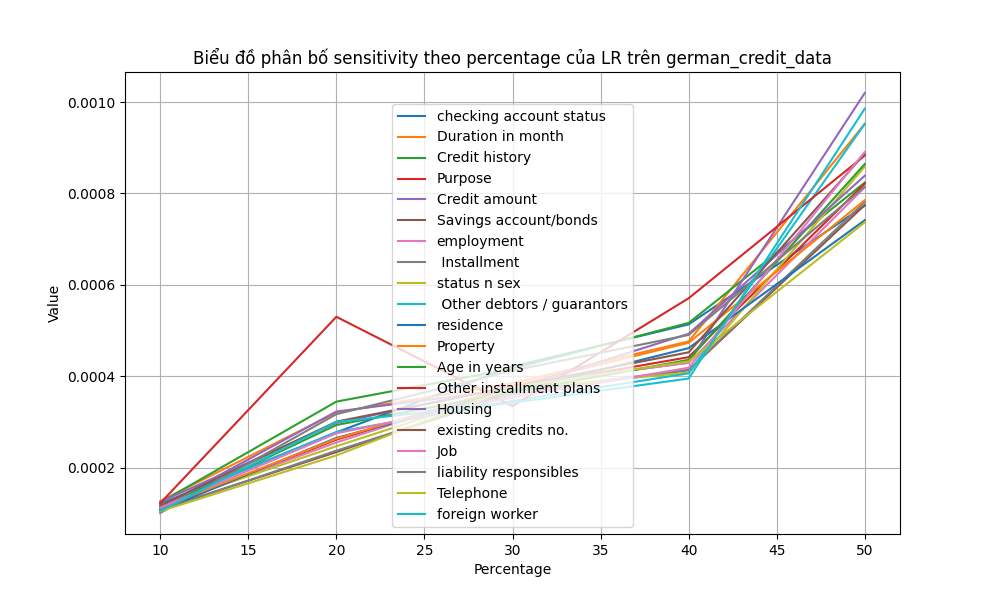 Biểu đồ phân bố sensitivity theo percentage của LR trên german_credit_data
Value
0.0010
0.0008
0.0006
0.0004
0.0002
checking account status
Duration in month
Credit history
Purpose
Credit amount
Savings account/bonds
employment
Installment
status n sex
Other debtors / guarantors
residence
Property
Age in years
Other installment plans
Housing
existing credits no.
Job
liability responsibles
Telephone
foreign worker
10 15 20 25 30 35 40 45 50
Percentage